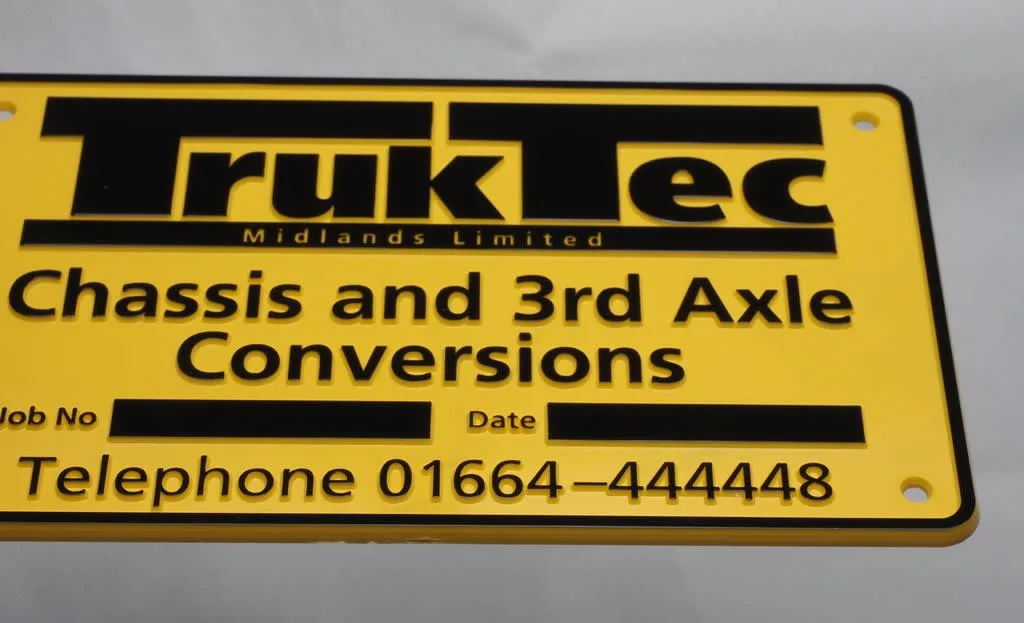 TrukTec
Midlands Limited
Chassis and 3rd Axle
Conversions
Job No Date
Telephone 01664-444448